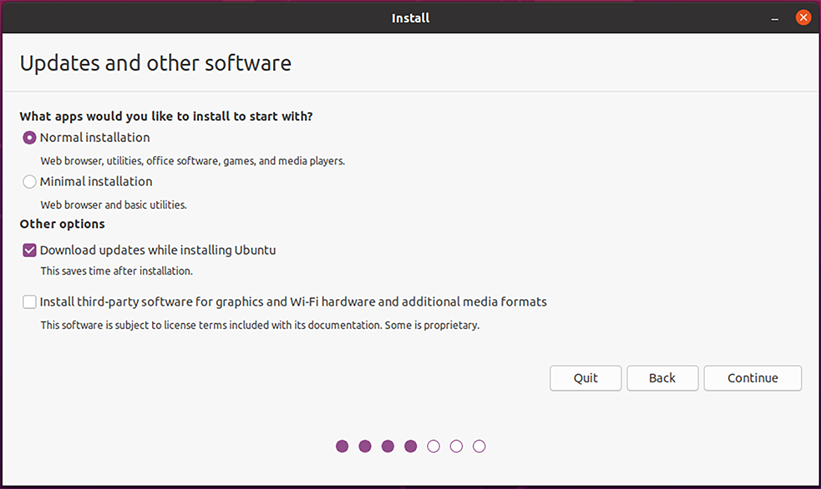 Install
Updates and other software
What apps would you like to install to start with?
Normal installation
Web browser, utilities, office software, games, and media players.
Minimal installation
Web browser and basic utilities.
Other options
Download updates while installing Ubuntu
This saves time after installation.
Install third-party software for graphics and Wi-Fi hardware and additional media formats
This software is subject to license terms included with its documentation. Some is proprietary.
Quit Back Continue